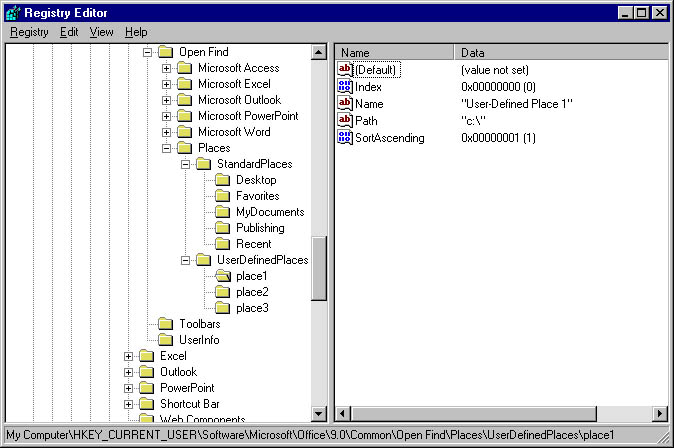 Registry Editor
Registry Edit View Help
Open Find
Microsoft Access
Microsoft Excel
Microsoft Outlook
Microsoft PowerPoint
Microsoft Word
Places
StandardPlaces
Desktop
Favorites
MyDocuments
Publishing
Recent
UserDefinedPlaces
place1
place2
place3
Toolbars
UserInfo
Excel
Outlook
PowerPoint
Shortcut Bar
Web Components
Name Data
(Default) (value not set)
Index 0x00000000 (0)
Name "User-Defined Place 1"
Path "c:\"
SortAscending 0x00000001 (1)
My Computer\HKEY_CURRENT_USER\Software\Microsoft\Office\9.0\Common\Open Find\Places\UserDefinedPlaces\place1